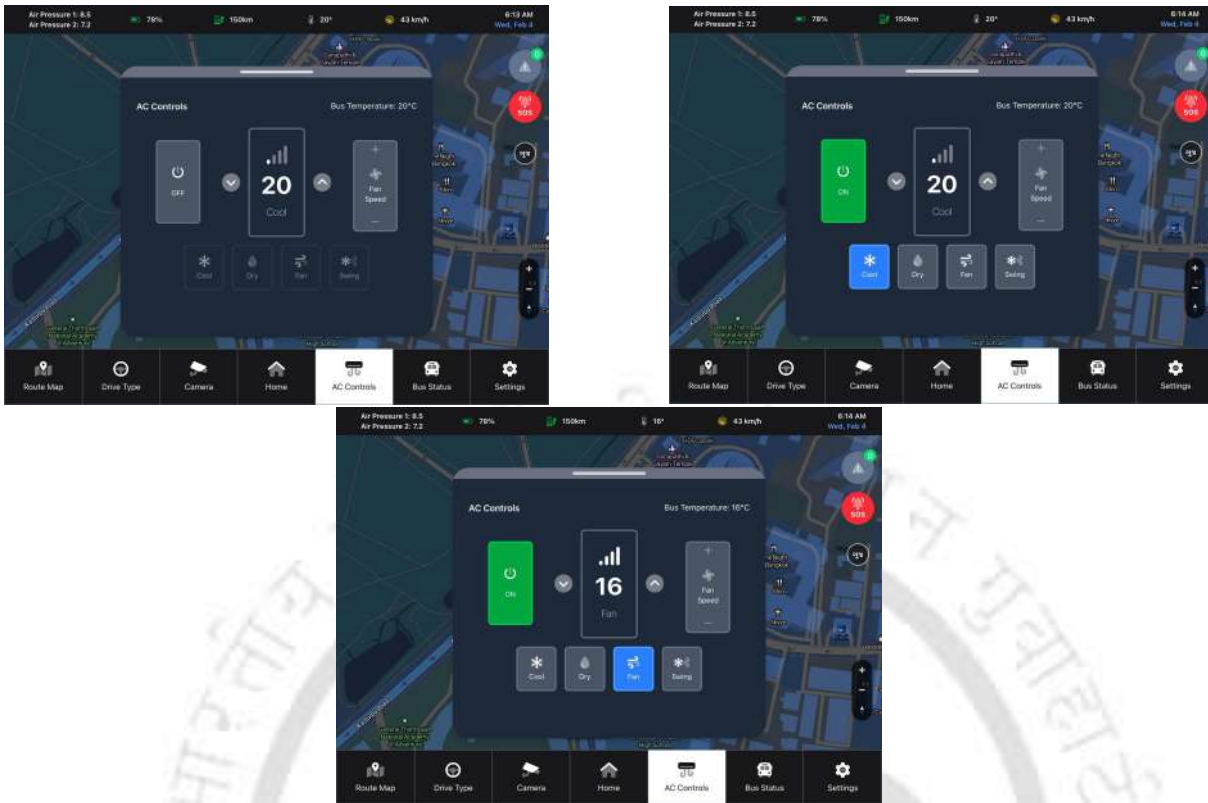 Air Pressure 1: 8.5
Air Pressure 2: 7.2
78%
150km
20°
43 km/h
6:13 AM
Wed, Feb 4
AC Controls
Bus Temperature: 20°C
OFF
20
Cool
+
Fan
Speed
−
Cool
Dry
Fan
Swing
SOS
Route Map
Drive Type
Camera
Home
AC Controls
Bus Status
Settings
Air Pressure 1: 8.5
Air Pressure 2: 7.2
78%
150km
20°
43 km/h
6:14 AM
Wed, Feb 4
AC Controls
Bus Temperature: 20°C
ON
20
Cool
+
Fan
Speed
−
Cool
Dry
Fan
Swing
SOS
Route Map
Drive Type
Camera
Home
AC Controls
Bus Status
Settings
Air Pressure 1: 8.5
Air Pressure 2: 7.2
78%
150km
16°
43 km/h
6:14 AM
Wed, Feb 4
AC Controls
Bus Temperature: 16°C
ON
16
Fan
+
Fan
Speed
−
Cool
Dry
Fan
Swing
SOS
Route Map
Drive Type
Camera
Home
AC Controls
Bus Status
Settings